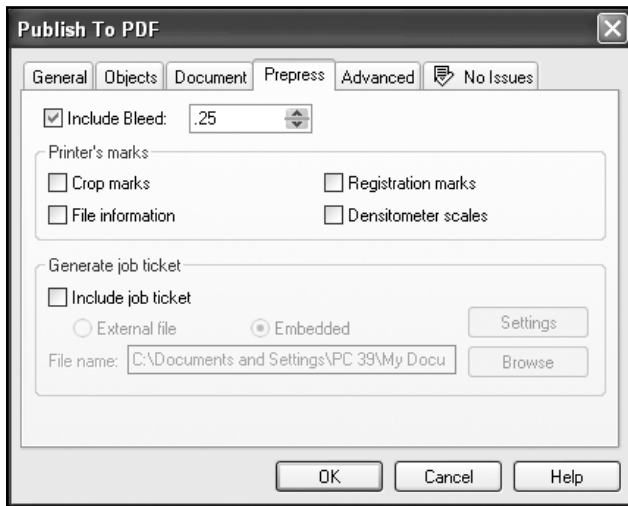 Publish To PDF
General Objects Document Prepress Advanced No Issues
Include Bleed: .25
Printer's marks
Crop marks Registration marks
File information Densitometer scales
Generate job ticket
Include job ticket
External file Embedded Settings
File name: C:\Documents and Settings\PC 39\My Docu Browse
OK Cancel Help